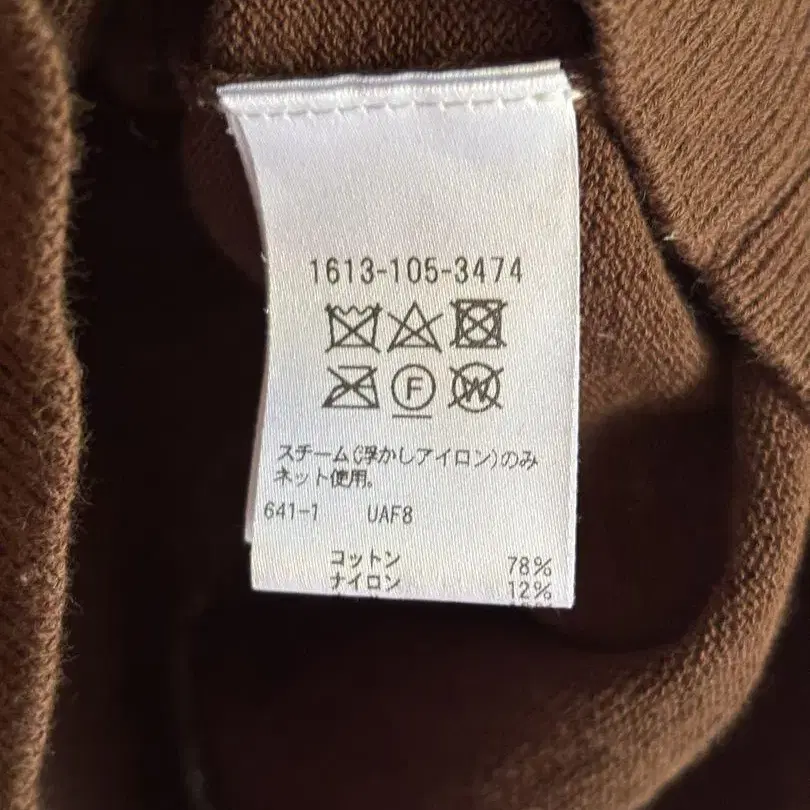 1613-105-3474
F
W
スチーム(浮かしアイロン)のみ
ネット使用。
641-1 UAF8
コットン 78%
ナイロン 12%